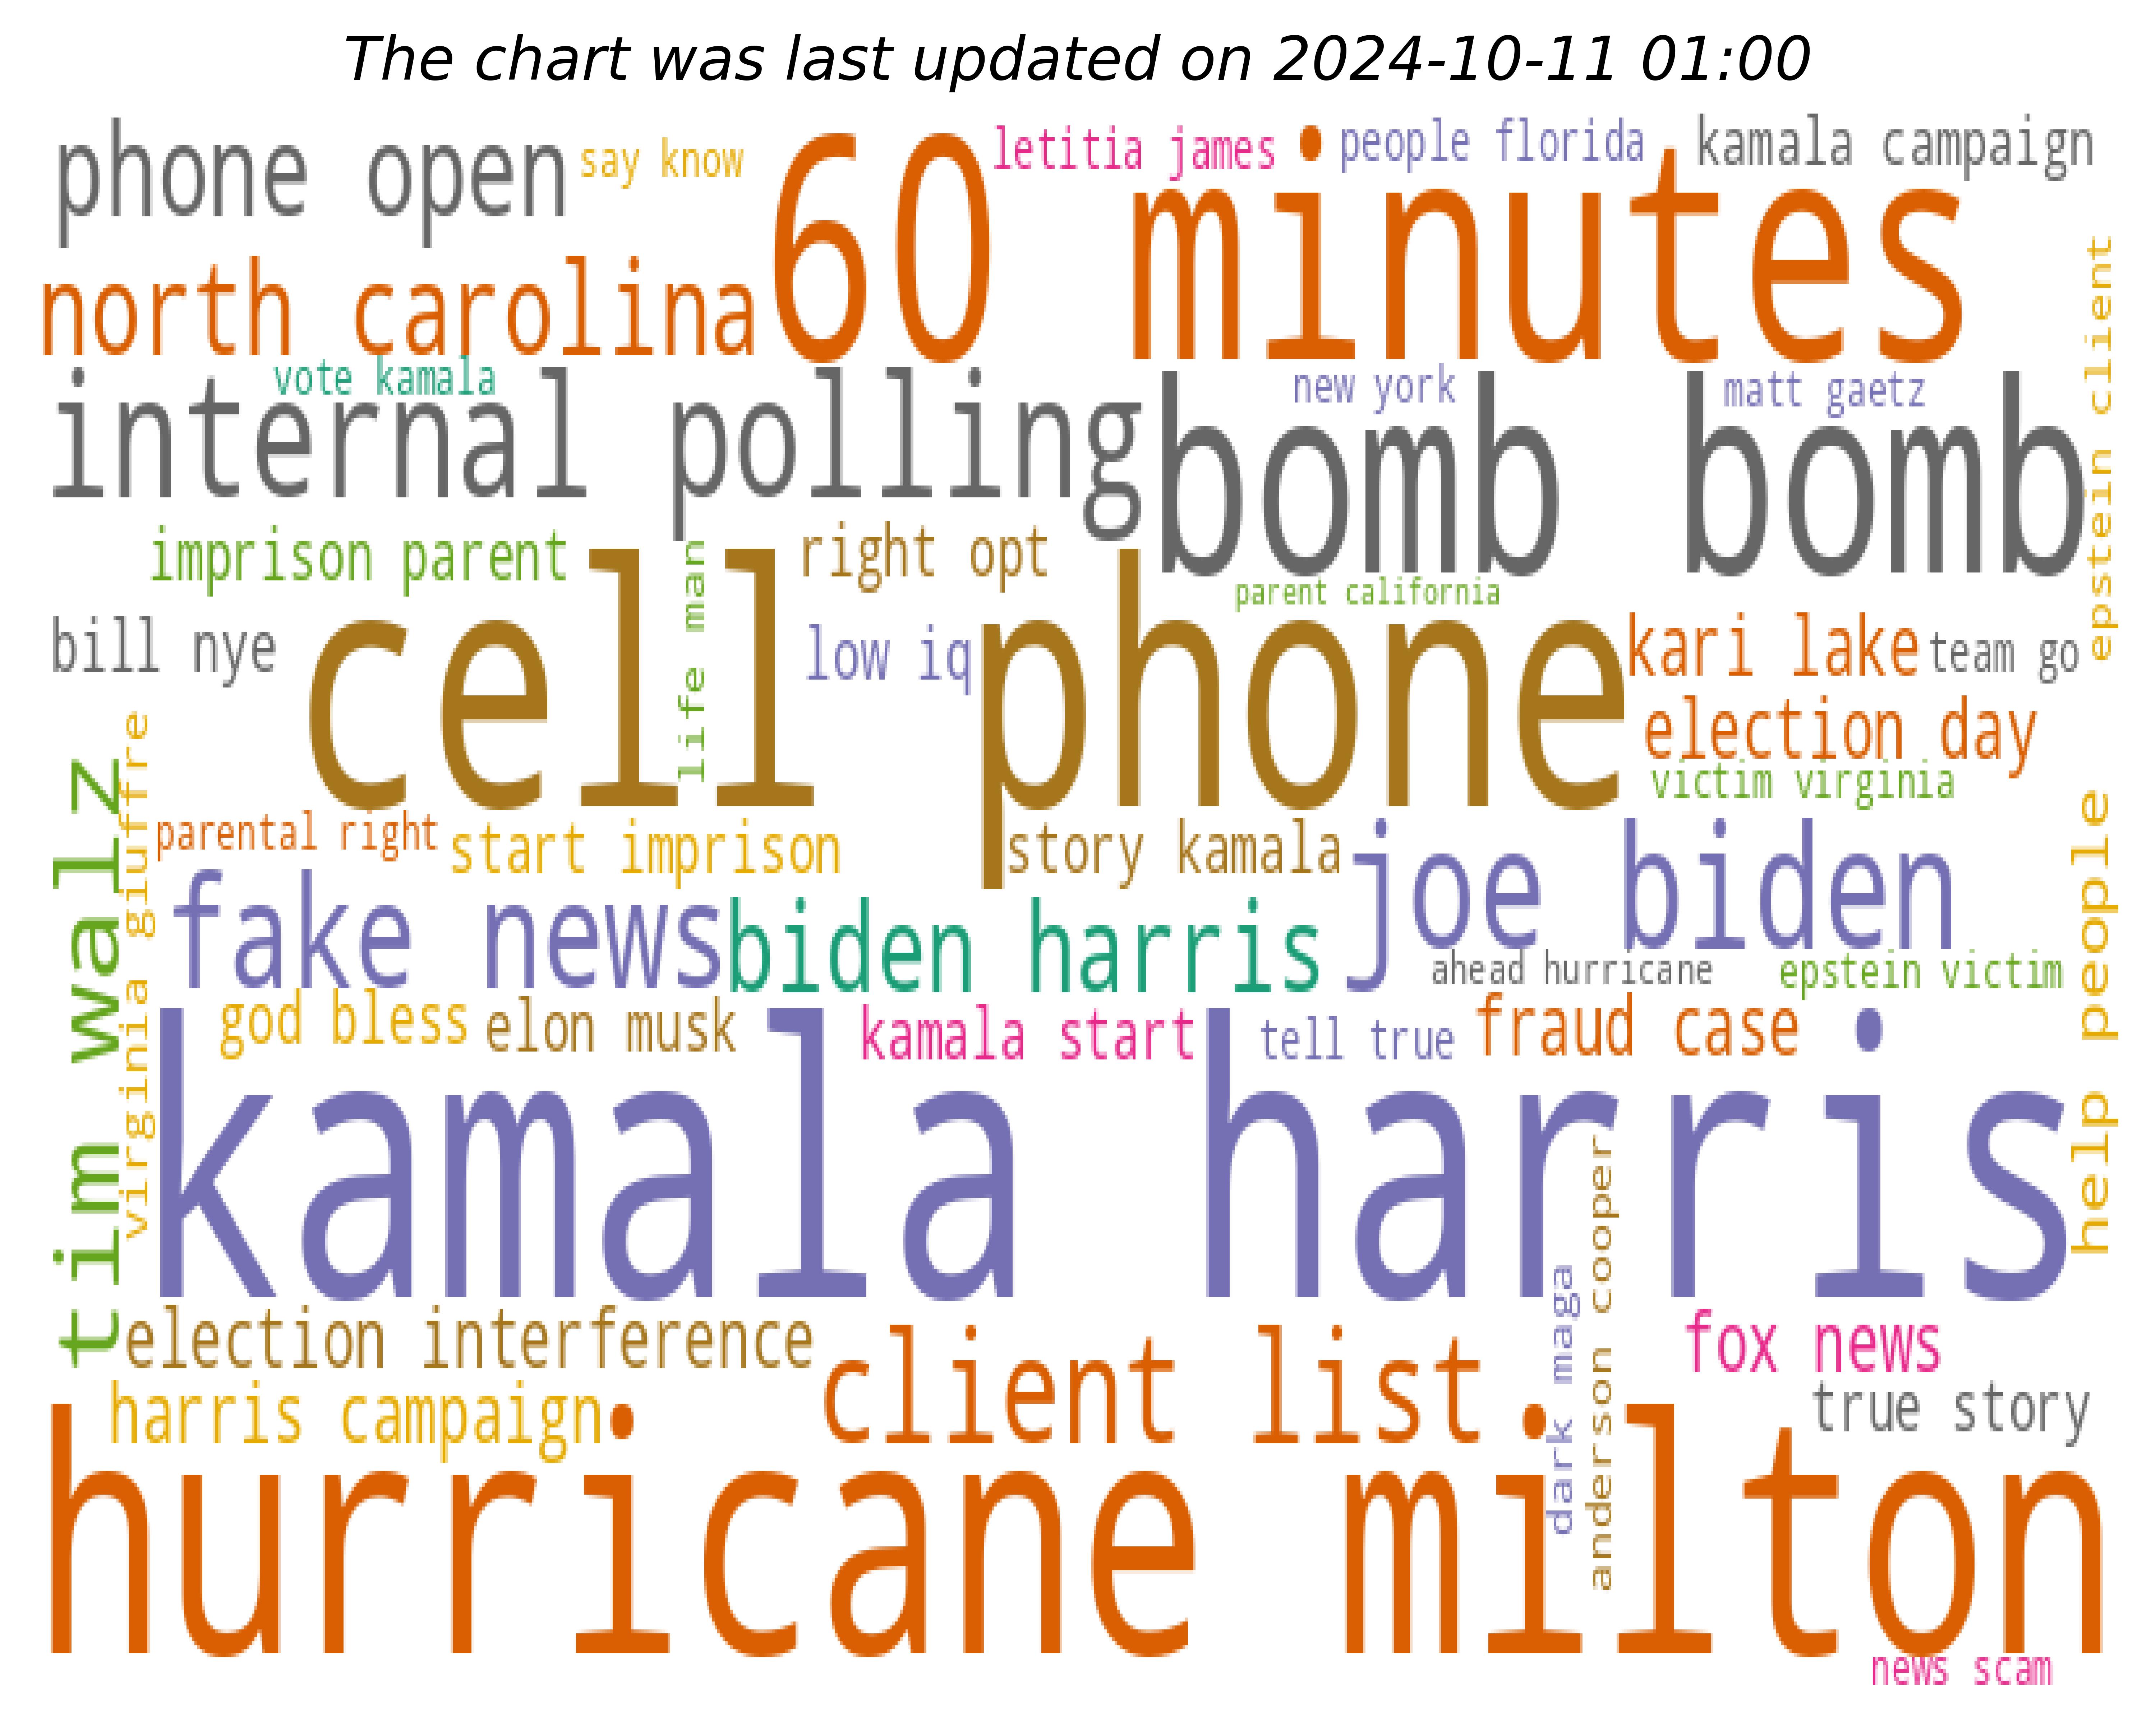 The chart was last updated on 2024-10-11 01:00
phone open
say know
60 minutes
letitia james
people florida
kamala campaign
north carolina
vote kamala
internal polling
new york
matt gaetz
bomb bomb
epstein client
imprison parent
life man
right opt
parent california
bill nye
cell phone
low iq
kari lake
team go
election day
victim virginia
tim walz
virginia giuffre
parental right
start imprison
story kamala
joe biden
help people
fake news
biden harris
ahead hurricane
epstein victim
god bless
elon musk
kamala start
tell true
fraud case
kamala harris
election interference
client list
dark maga
anderson cooper
fox news
harris campaign
true story
hurricane milton
news scam